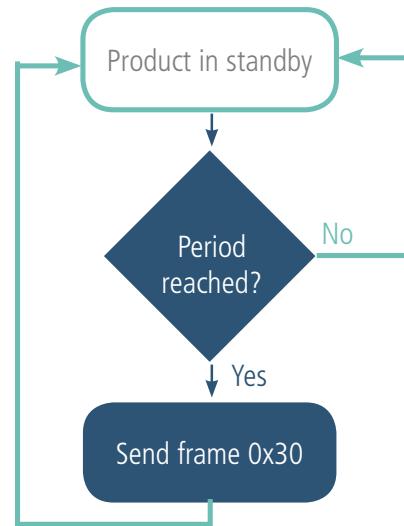 Product in standby
Period
reached?
No
Yes
Send frame 0x30